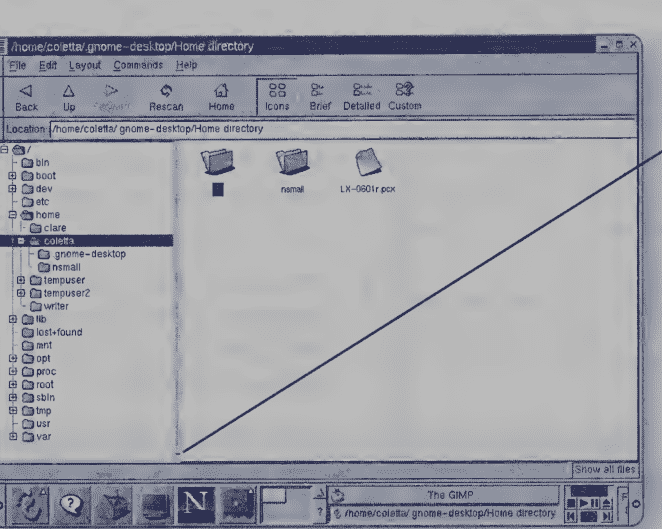 /home/coletta/.gnome-desktop/Home directory
File Edit Layout Commands Help
Back Up Rescan Home Icons Brief Detailed Custom
Location: /home/coletta/.gnome-desktop/Home directory
/
bin
boot
dev
etc
home
clare
coletta
.gnome-desktop
nsmail
tempuser
tempuser2
writer
lib
lost+found
mnt
opt
proc
root
sbin
tmp
usr
var
nsmail LX-0601r.pcx
Show all files
N
The GIMP
?
/home/coletta/.gnome-desktop/Home directory